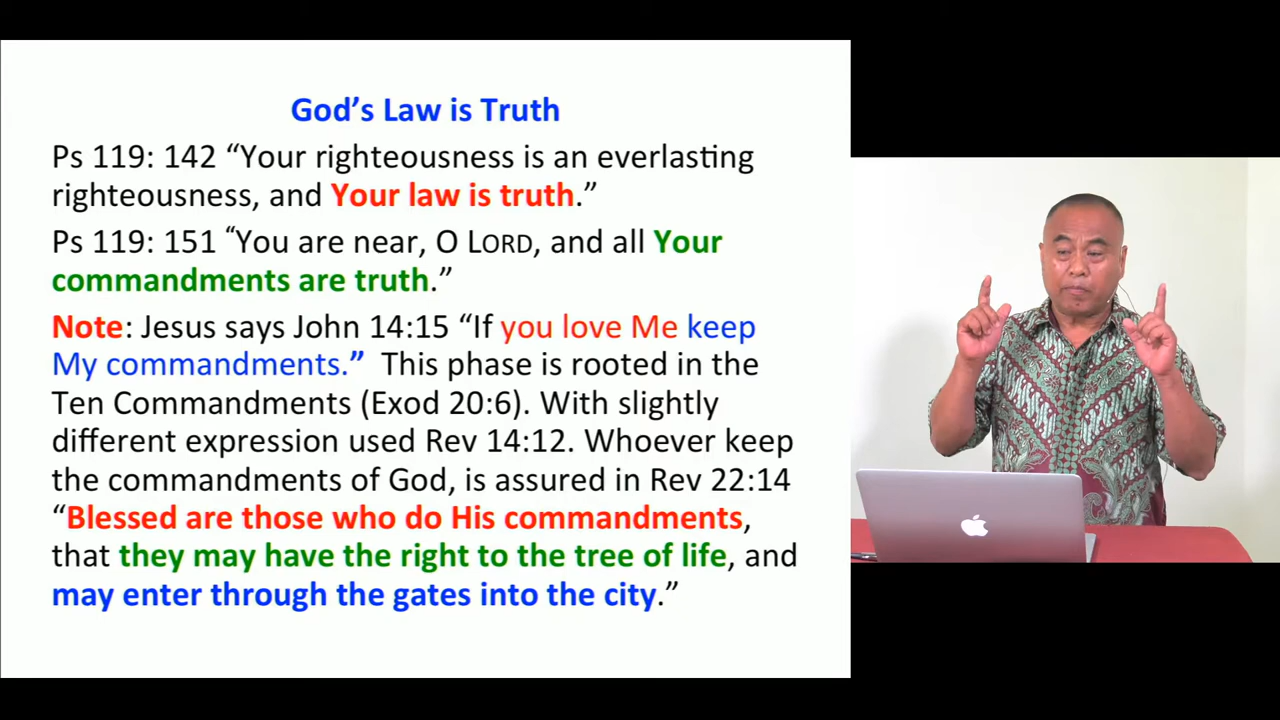 God’s Law is Truth
Ps 119: 142 “Your righteousness is an everlasting
righteousness, and Your law is truth.”
Ps 119: 151 “You are near, O LORD, and all Your
commandments are truth.”
Note: Jesus says John 14:15 “If you love Me keep
My commandments.” This phase is rooted in the
Ten Commandments (Exod 20:6). With slightly
different expression used Rev 14:12. Whoever keep
the commandments of God, is assured in Rev 22:14
“Blessed are those who do His commandments,
that they may have the right to the tree of life, and
may enter through the gates into the city.”